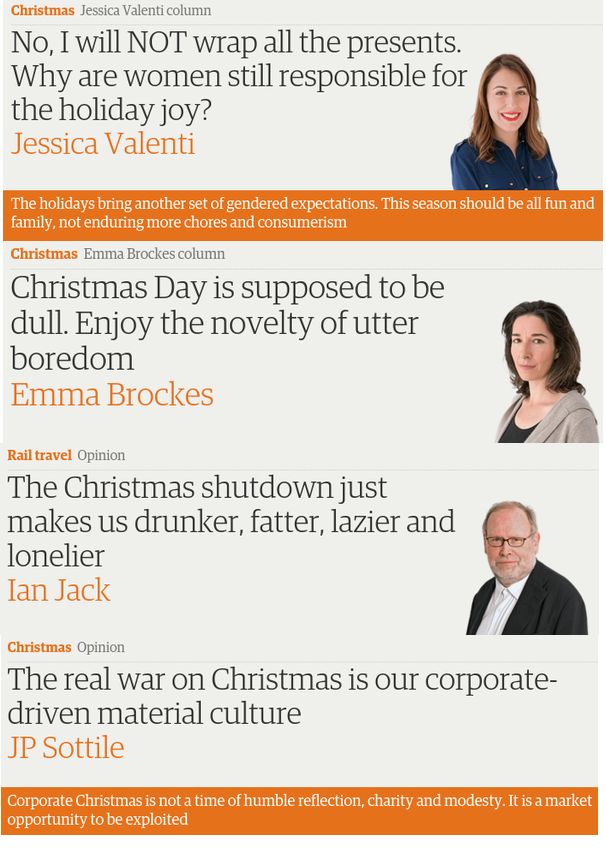 Christmas Jessica Valenti column
No, I will NOT wrap all the presents.
Why are women still responsible for
the holiday joy?
Jessica Valenti
The holidays bring another set of gendered expectations. This season should be all fun and
family, not enduring more chores and consumerism
Christmas Emma Brockes column
Christmas Day is supposed to be
dull. Enjoy the novelty of utter
boredom
Emma Brockes
Rail travel Opinion
The Christmas shutdown just
makes us drunker, fatter, lazier and
lonelier
Ian Jack
Christmas Opinion
The real war on Christmas is our corporate-
driven material culture
JP Sottile
Corporate Christmas is not a time of humble reflection, charity and modesty. It is a market
opportunity to be exploited